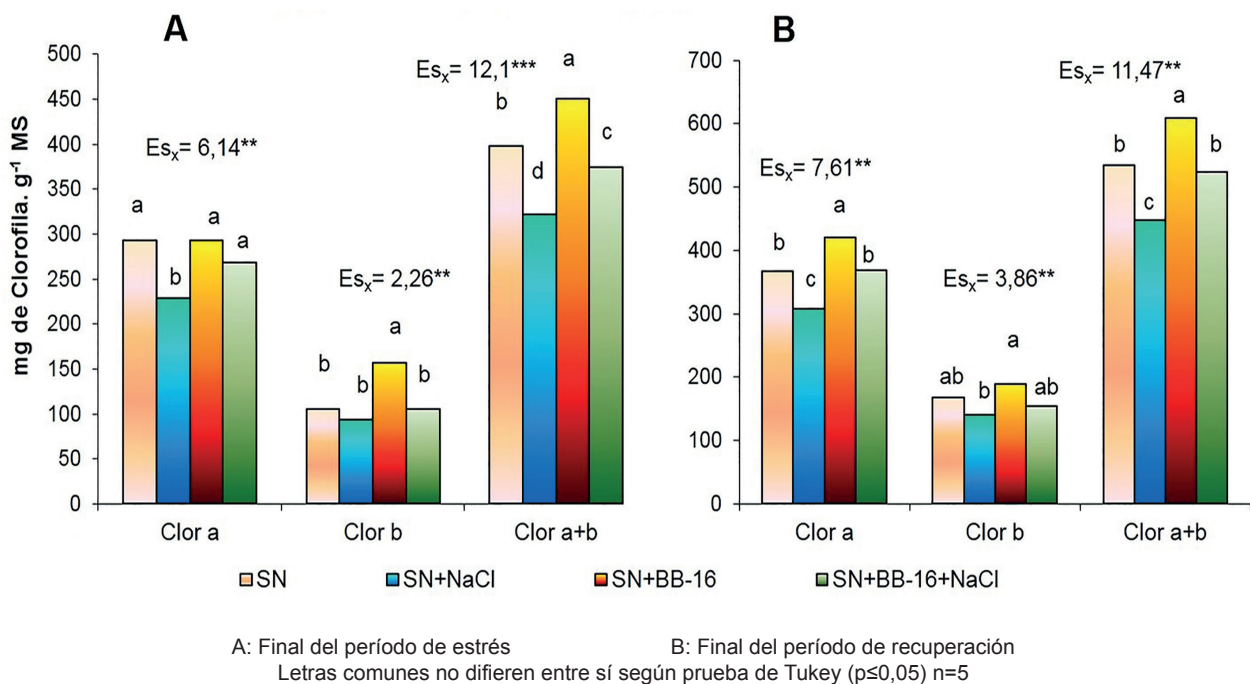 A
B
mg de Clorofila. g-1 MS
500
450
400
350
300
250
200
150
100
50
0
Esx= 6,14**
a
b
a
a
Esx= 2,26**
b
b
a
b
Esx= 12,1***
b
d
a
c
Clor a
Clor b
Clor a+b
700
600
500
400
300
200
100
0
Esx= 7,61**
b
c
a
b
Esx= 3,86**
ab
b
a
ab
Esx= 11,47**
b
c
a
b
Clor a
Clor b
Clor a+b
SN
SN+NaCl
SN+BB-16
SN+BB-16+NaCl
A: Final del período de estrés
B: Final del período de recuperación
Letras comunes no difieren entre sí según prueba de Tukey (p≤0,05) n=5